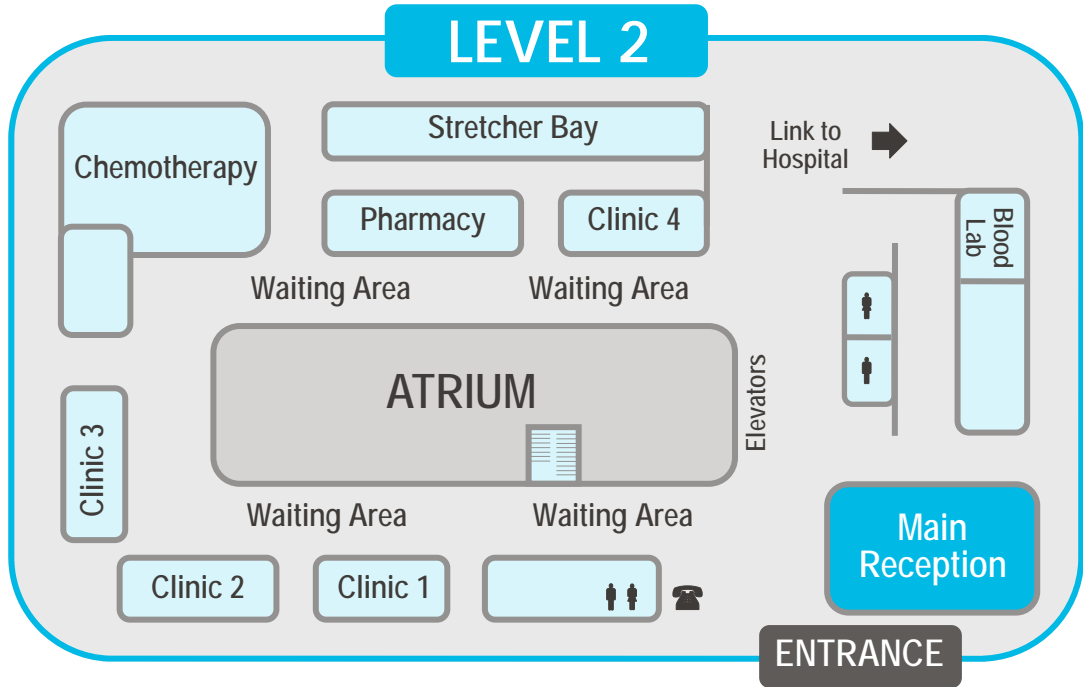 LEVEL 2
Stretcher Bay
Link to
Hospital
Chemotherapy
Pharmacy
Clinic 4
Blood
Lab
Waiting Area
Waiting Area
ATRIUM
Elevators
Clinic 3
Waiting Area
Waiting Area
Main
Reception
Clinic 2
Clinic 1
ENTRANCE